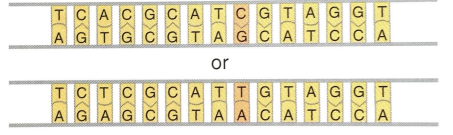 T C A C G C A T C G T A G G T
A G T G C G T A G C A T C C A
or
T C T C G C A T T G T A G G T
A G A G C G T A A C A T C C A